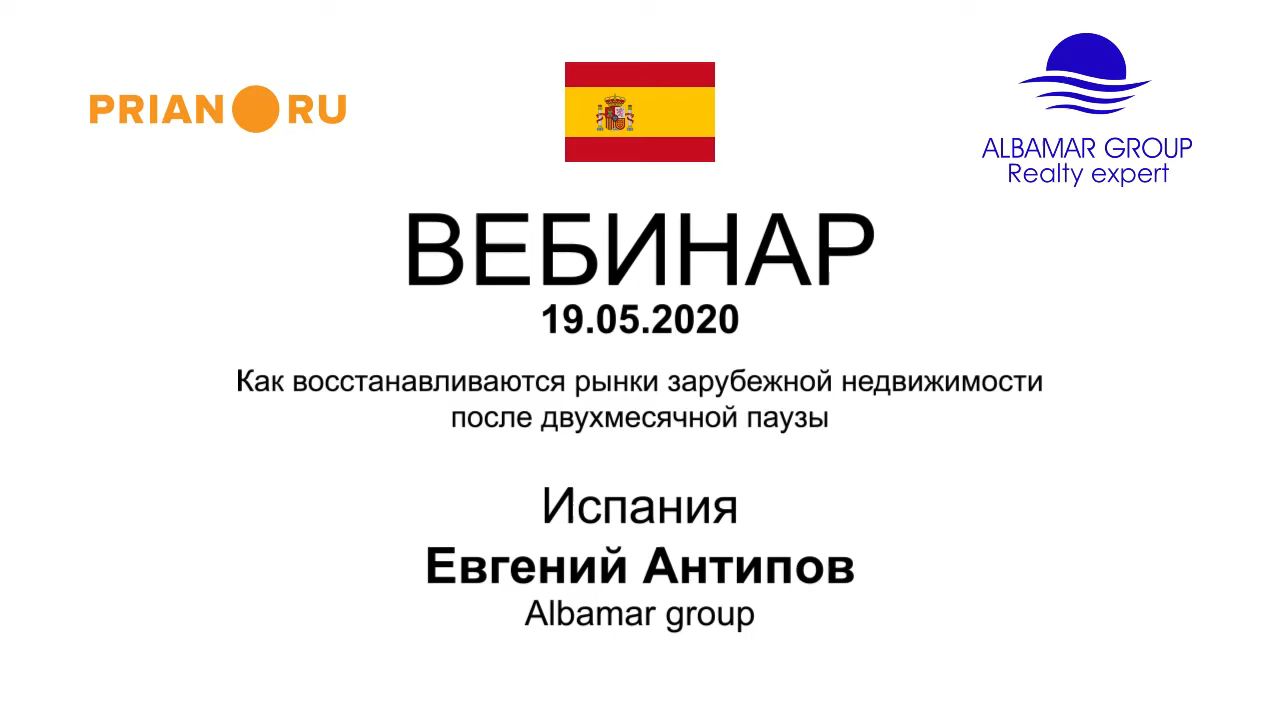 PRIAN RU
ALBAMAR GROUP
Realty expert
ВЕБИНАР
19.05.2020
Как восстанавливаются рынки зарубежной недвижимости
после двухмесячной паузы
Испания
Евгений Антипов
Albamar group